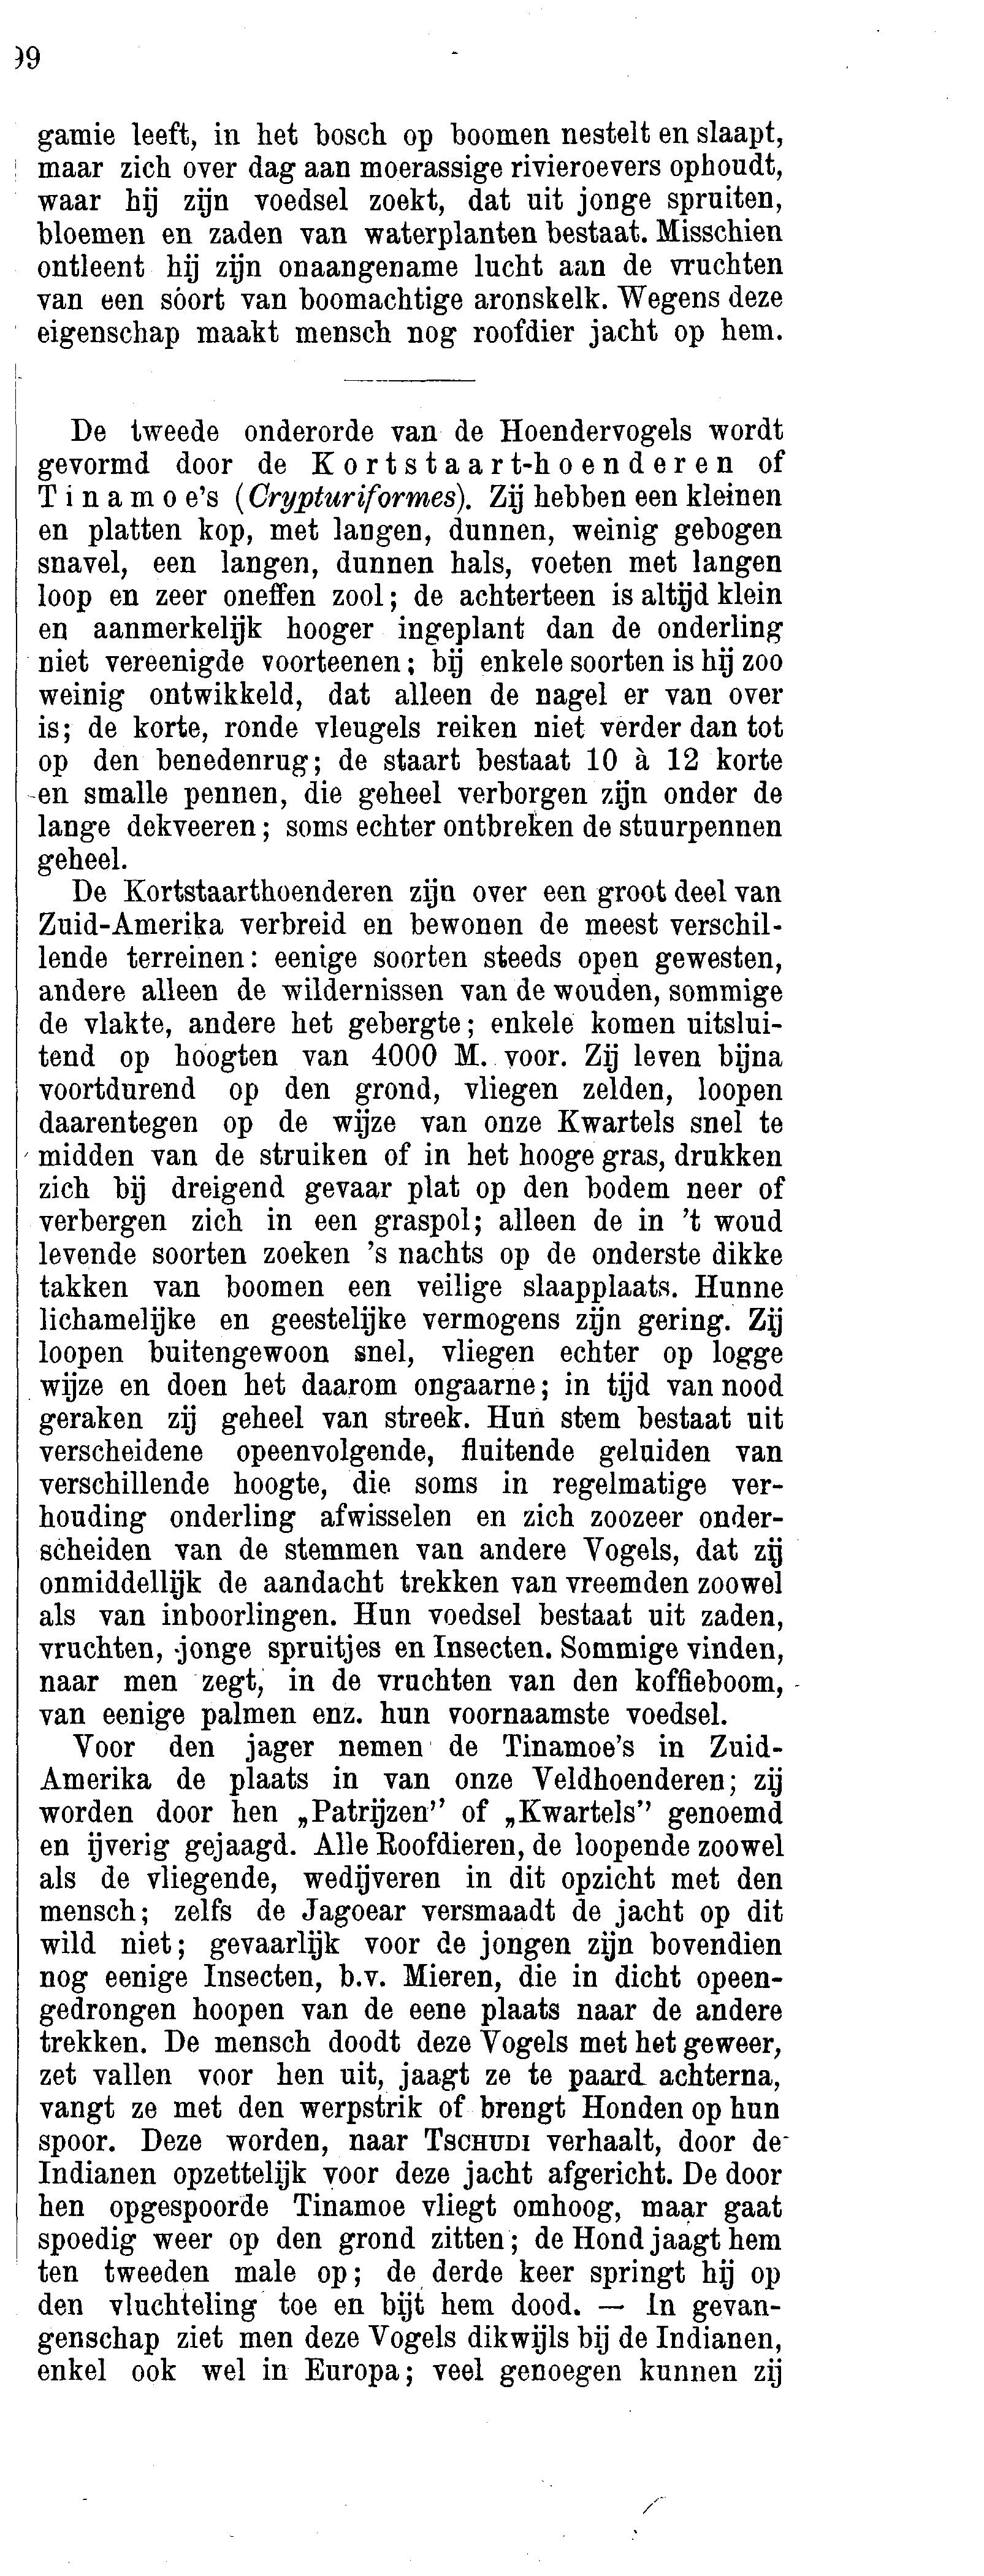 99
gamie leeft, in het bosch op boomen nestelt en slaapt,
maar zich over dag aan moerassige rivieroevers ophoudt,
waar hij zijn voedsel zoekt, dat uit jonge spruiten,
bloemen en zaden van waterplanten bestaat. Misschien
ontleent hij zijn onaangename lucht aan de vruchten
van een soort van boomachtige aronskelk. Wegens deze
eigenschap maakt mensch nog roofdier jacht op hem.
De tweede onderorde van de Hoendervogels wordt
gevormd door de Kortstaart-hoenderen of
Tinamoe's (Crypturiformes). Zij hebben een kleinen
en platten kop, met langen, dunnen, weinig gebogen
snavel, een langen, dunnen hals, voeten met langen
loop en zeer oneffen zool; de achterteen is altijd klein
en aanmerkelijk hooger ingeplant dan de onderling
niet vereenigde voorteenen; bij enkele soorten is hij zoo
weinig ontwikkeld, dat alleen de nagel er van over
is; de korte, ronde vleugels reiken niet verder dan tot
op den benedenrug; de staart bestaat 10 à 12 korte
en smalle pennen, die geheel verborgen zijn onder de
lange dekveeren; soms echter ontbreken de stuurpennen
geheel.
De Kortstaarthoenderen zijn over een groot deel van
Zuid-Amerika verbreid en bewonen de meest verschil-
lende terreinen: eenige soorten steeds open gewesten,
andere alleen de wildernissen van de wouden, sommige
de vlakte, andere het gebergte; enkele komen uitslui-
tend op hoogten van 4000 M. voor. Zij leven bijna
voortdurend op den grond, vliegen zelden, loopen
daarentegen op de wijze van onze Kwartels snel te
midden van de struiken of in het hooge gras, drukken
zich bij dreigend gevaar plat op den bodem neer of
verbergen zich in een graspol; alleen de in 't woud
levende soorten zoeken 's nachts op de onderste dikke
takken van boomen een veilige slaapplaats. Hunne
lichamelijke en geestelijke vermogens zijn gering. Zij
loopen buitengewoon snel, vliegen echter op logge
wijze en doen het daarom ongaarne; in tijd van nood
geraken zij geheel van streek. Hun stem bestaat uit
verscheidene opeenvolgende, fluitende geluiden van
verschillende hoogte, die soms in regelmatige ver-
houding onderling afwisselen en zich zoozeer onder-
scheiden van de stemmen van andere Vogels, dat zij
onmiddellijk de aandacht trekken van vreemden zoowel
als van inboorlingen. Hun voedsel bestaat uit zaden,
vruchten, jonge spruitjes en Insecten. Sommige vinden,
naar men zegt, in de vruchten van den koffieboom,
van eenige palmen enz. hun voornaamste voedsel.
Voor den jager nemen de Tinamoe's in Zuid-
Amerika de plaats in van onze Veldhoenderen; zij
worden door hen „Patrijzen” of „Kwartels” genoemd
en ijverig gejaagd. Alle Roofdieren, de loopende zoowel
als de vliegende, wedijveren in dit opzicht met den
mensch; zelfs de Jagoear versmaadt de jacht op dit
wild niet; gevaarlijk voor de jongen zijn bovendien
nog eenige Insecten, b.v. Mieren, die in dicht opeen-
gedrongen hoopen van de eene plaats naar de andere
trekken. De mensch doodt deze Vogels met het geweer,
zet vallen voor hen uit, jaagt ze te paard achterna,
vangt ze met den werpstrik of brengt Honden op hun
spoor. Deze worden, naar Tschudi verhaalt, door de
Indianen opzettelijk voor deze jacht afgericht. De door
hen opgespoorde Tinamoe vliegt omhoog, maar gaat
spoedig weer op den grond zitten; de Hond jaagt hem
ten tweeden male op; de derde keer springt hij op
den vluchteling toe en bijt hem dood. — In gevan-
genschap ziet men deze Vogels dikwijls bij de Indianen,
enkel ook wel in Europa; veel genoegen kunnen zij